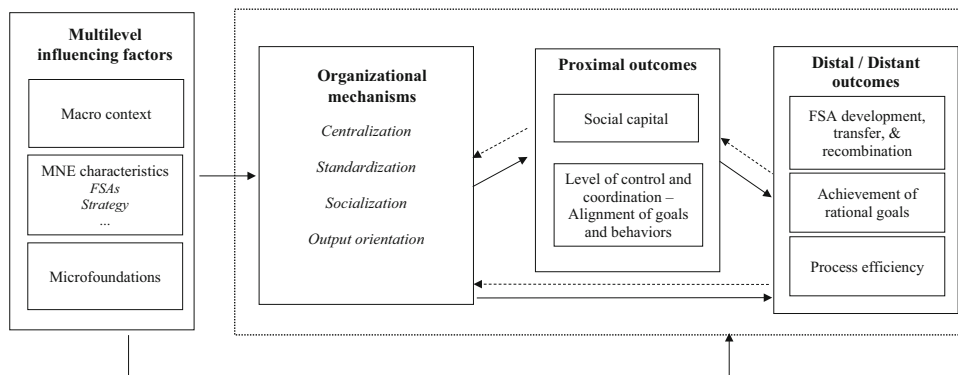 Multilevel
influencing factors
Macro context
MNE characteristics
FSAs
Strategy
...
Microfoundations
Organizational
mechanisms
Centralization
Standardization
Socialization
Output orientation
Proximal outcomes
Social capital
Level of control and
coordination –
Alignment of goals
and behaviors
Distal / Distant
outcomes
FSA development,
transfer, &
recombination
Achievement of
rational goals
Process efficiency